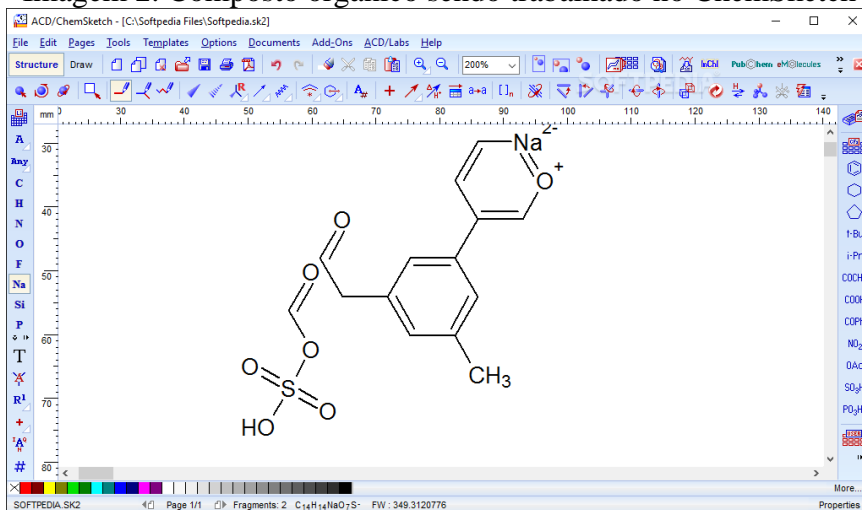 Imagem 2: Composto orgânico sendo trabalhado no ChemSketch
ACD/ChemSketch - [C:\Softpedia Files\Softpedia.sk2]
File Edit Pages Tools Templates Options Documents Add-Ons ACD/Labs Help
Structure Draw 200% InChI PubChem eMolecules
SOFTPEDIA
A# a→a []n
mm 20 30 40 50 60 70 80 90 100 110 120 130 140
A
Any
C
H
N
O
F
Na
Si
P
T
R1
#
30
40
50
60
70
80
Na 2-
O +
O
O
O
O
S
O
HO
CH3
t-Bu
i-Pr
COCH
COOH
COPh
NO2
OAc
SO3H
PO3H
More...
SOFTPEDIA.SK2 Page 1/1 Fragments: 2 C14H14NaO7S- FW : 349.3120776 Properties